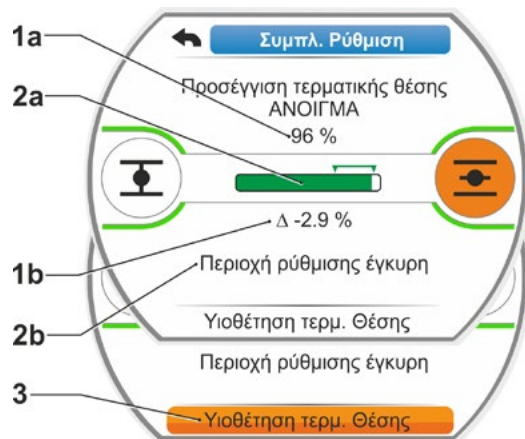 1a
Συμπλ. Ρύθμιση
2a
Προσέγγιση τερματικής θέσης
ΑΝΟΙΓΜΑ
96 %
Δ -2.9 %
1b
Περιοχή ρύθμισης έγκυρη
2b
Υιοθέτηση τερμ. Θέσης
Περιοχή ρύθμισης έγκυρη
3
Υιοθέτηση τερμ. Θέσης